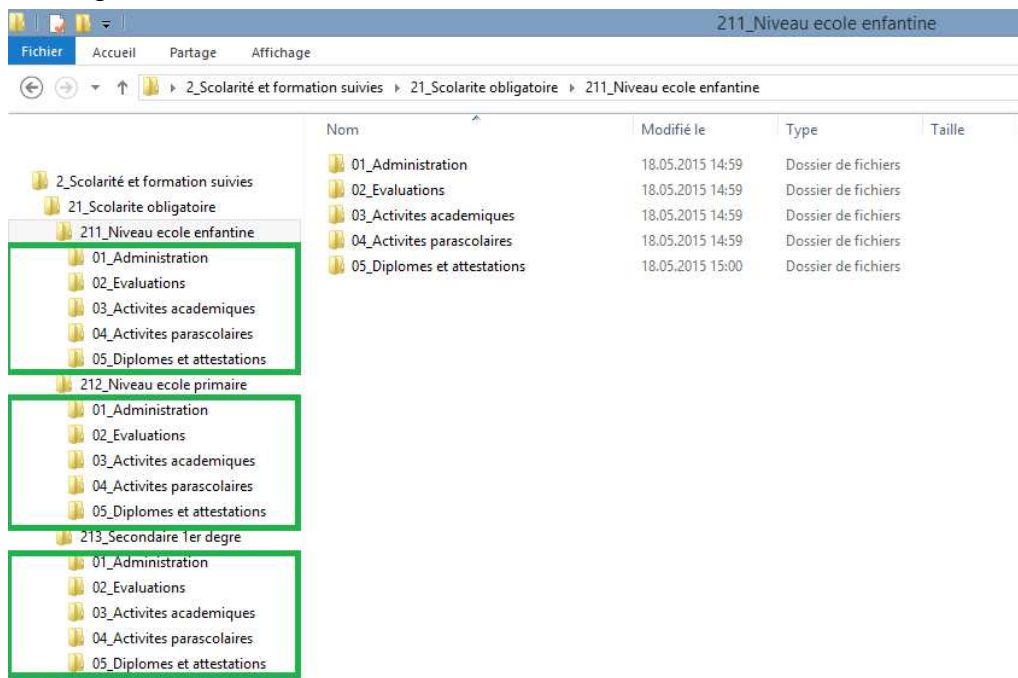 211_Niveau ecole enfantine
Fichier Accueil Partage Affichage
2_Scolarité et formation suivies 21_Scolarite obligatoire 211_Niveau ecole enfantine
2_Scolarité et formation suivies
21_Scolarite obligatoire
211_Niveau ecole enfantine
01_Administration
02_Evaluations
03_Activites academiques
04_Activites parascolaires
05_Diplomes et attestations
212_Niveau ecole primaire
01_Administration
02_Evaluations
03_Activites academiques
04_Activites parascolaires
05_Diplomes et attestations
213_Secondaire 1er degre
01_Administration
02_Evaluations
03_Activites academiques
04_Activites parascolaires
05_Diplomes et attestations
Nom Modifié le Type Taille
01_Administration 18.05.2015 14:59 Dossier de fichiers
02_Evaluations 18.05.2015 14:59 Dossier de fichiers
03_Activites academiques 18.05.2015 14:59 Dossier de fichiers
04_Activites parascolaires 18.05.2015 14:59 Dossier de fichiers
05_Diplomes et attestations 18.05.2015 15:00 Dossier de fichiers